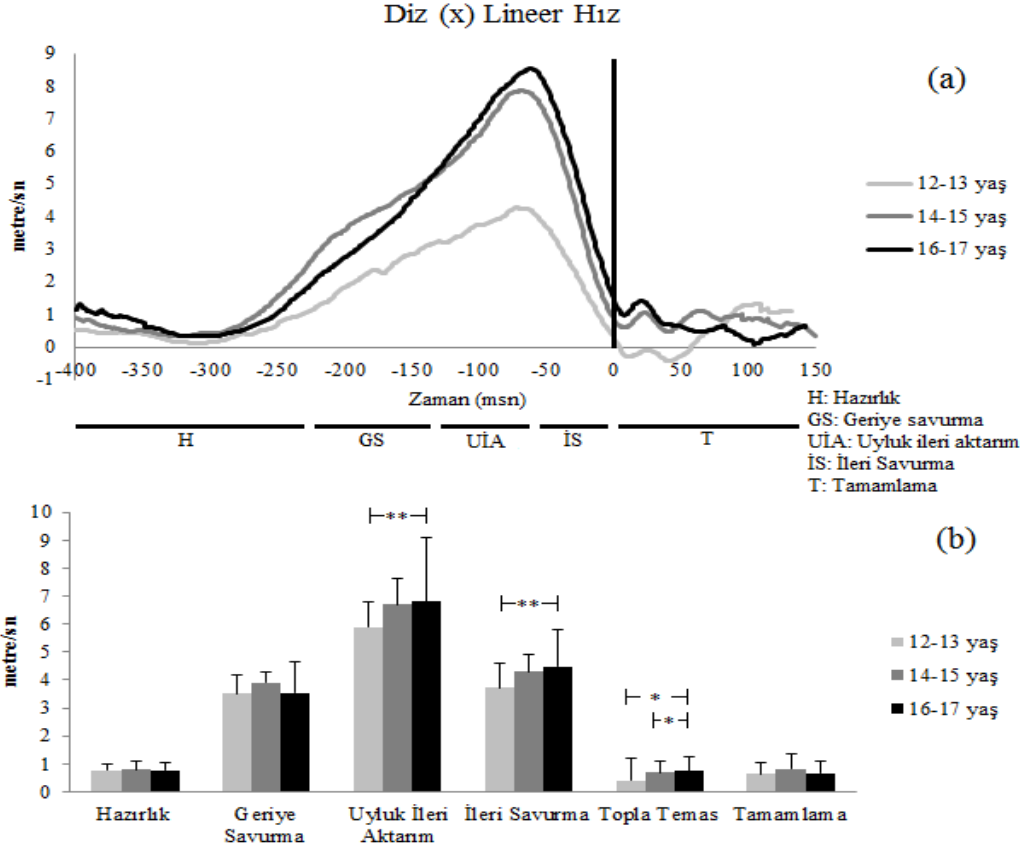 Diz (x) Lineer Hız
(a)
9
8
7
6
5
4
3
2
1
0
-1
metre/sn
-400 -350 -300 -250 -200 -150 -100 -50 0 50 100 150
Zaman (msn)
12-13 yaş
14-15 yaş
16-17 yaş
H GS UİA İS T
H: Hazırlık
GS: Geriye savurma
UİA: Uyluk ileri aktarım
İS: İleri Savurma
T: Tamamlama
(b)
10
9
8
7
6
5
4
3
2
1
0
metre/sn
**
**
*
*
12-13 yaş
14-15 yaş
16-17 yaş
Hazırlık Geriye Uyluk İleri İleri Savurma Topla Temas Tamamlama
Savurma Aktarım